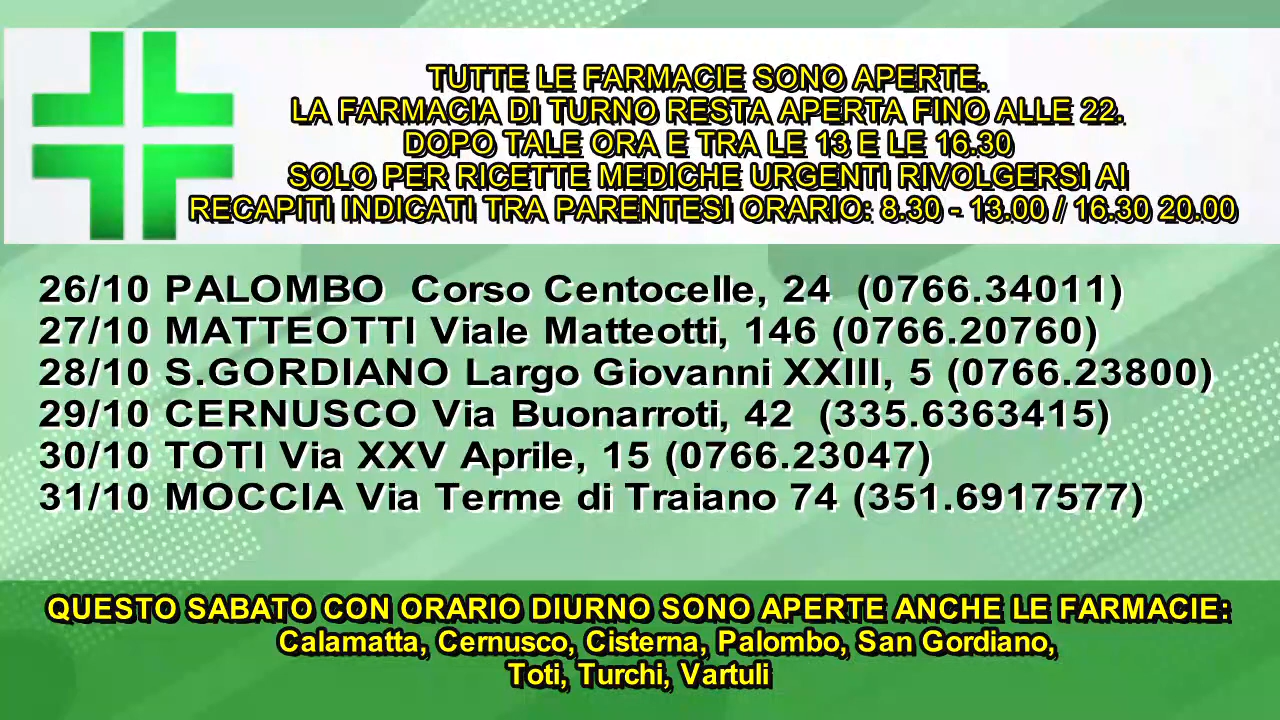 TUTTE LE FARMACIE SONO APERTE.
LA FARMACIA DI TURNO RESTA APERTA FINO ALLE 22.
DOPO TALE ORA E TRA LE 13 E LE 16.30
SOLO PER RICETTE MEDICHE URGENTI RIVOLGERSI AI
RECAPITI INDICATI TRA PARENTESI ORARIO: 8.30 - 13.00 / 16.30 20.00
26/10 PALOMBO  Corso Centocelle, 24  (0766.34011)
27/10 MATTEOTTI Viale Matteotti, 146 (0766.20760)
28/10 S.GORDIANO Largo Giovanni XXIII, 5 (0766.23800)
29/10 CERNUSCO Via Buonarroti, 42  (335.6363415)
30/10 TOTI Via XXV Aprile, 15 (0766.23047)
31/10 MOCCIA Via Terme di Traiano 74 (351.6917577)
QUESTO SABATO CON ORARIO DIURNO SONO APERTE ANCHE LE FARMACIE:
Calamatta, Cernusco, Cisterna, Palombo, San Gordiano,
Toti, Turchi, Vartuli